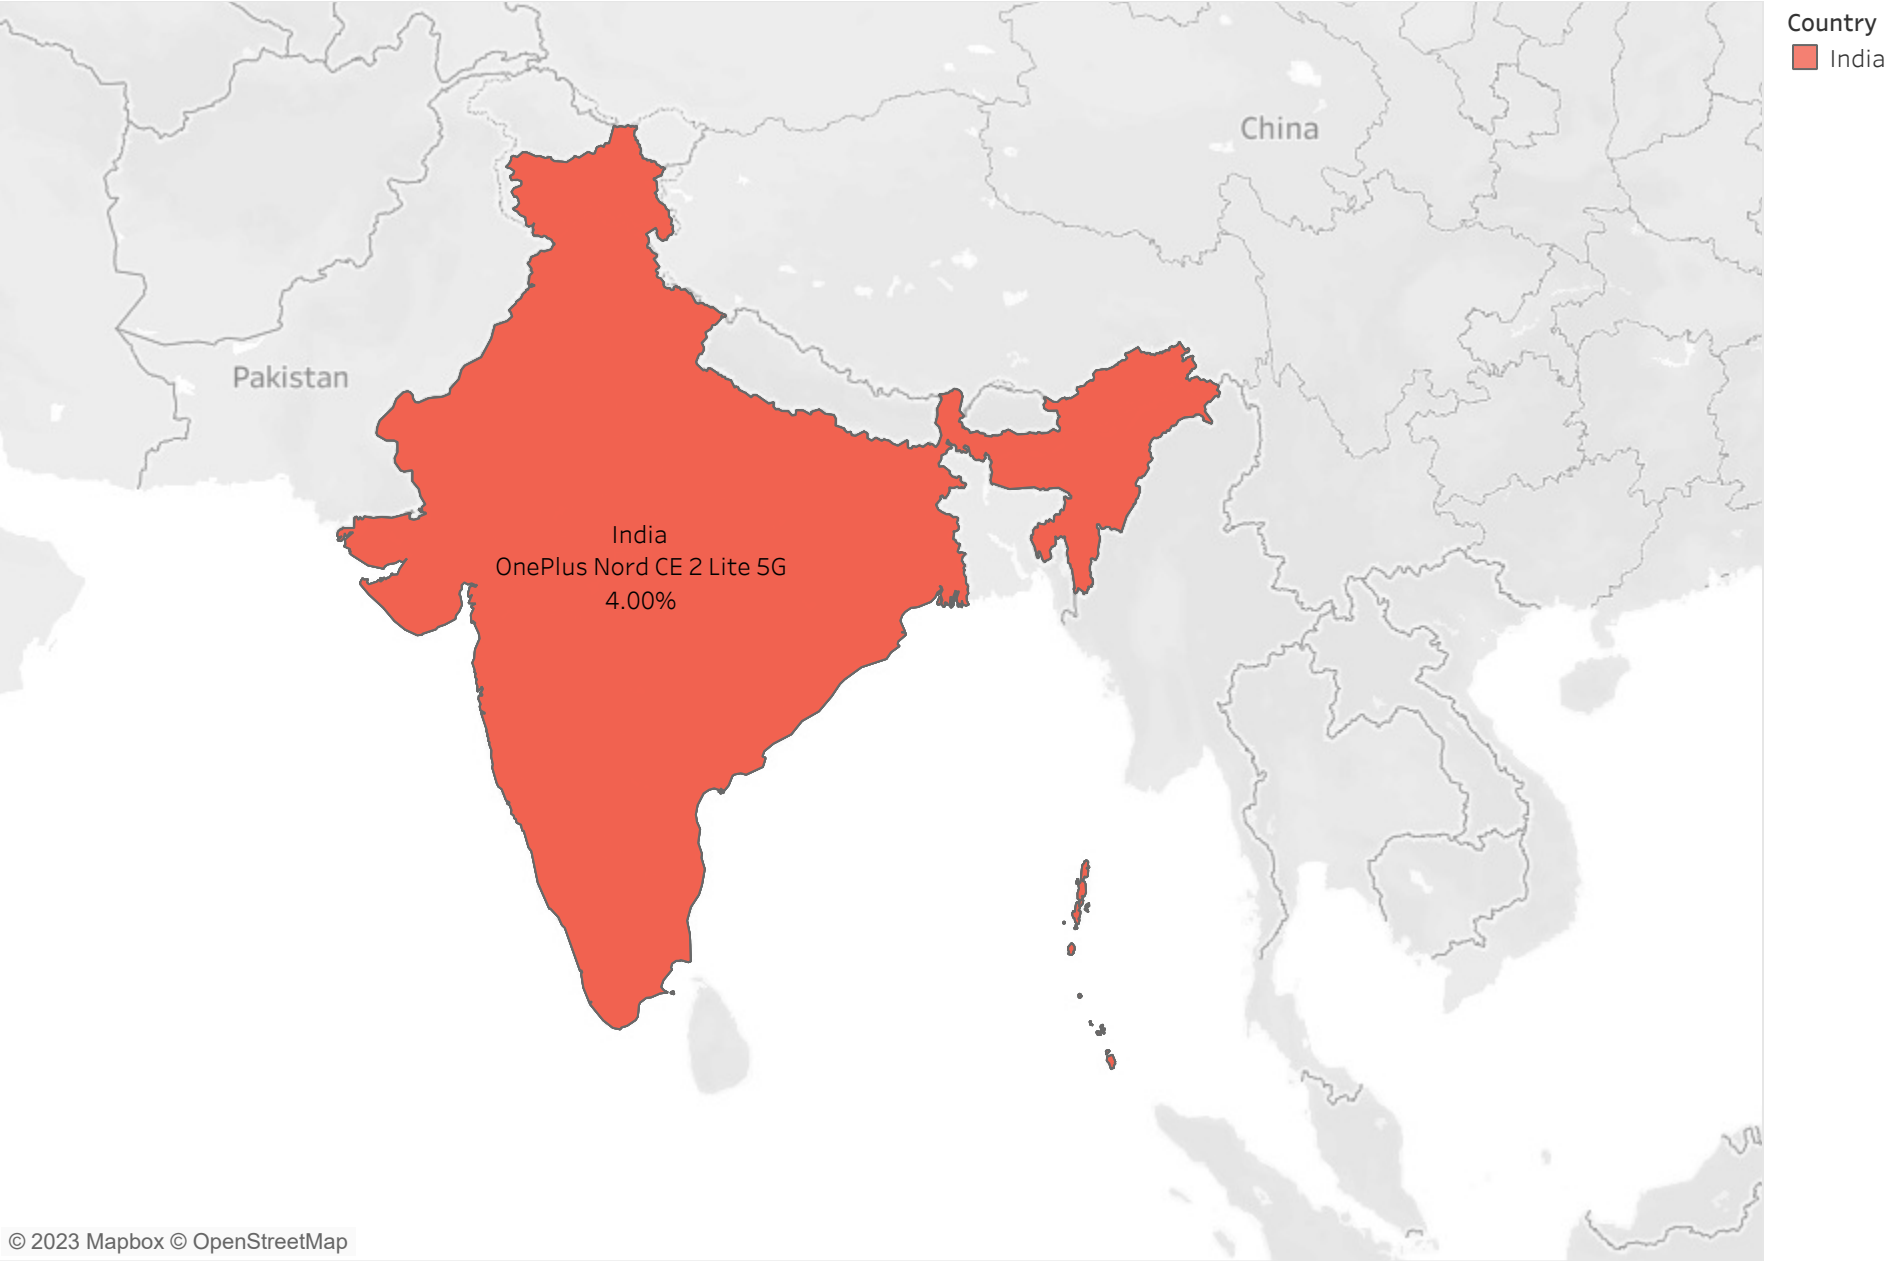 Country
India
China
Pakistan
India
OnePlus Nord CE 2 Lite 5G
4.00%
© 2023 Mapbox © OpenStreetMap